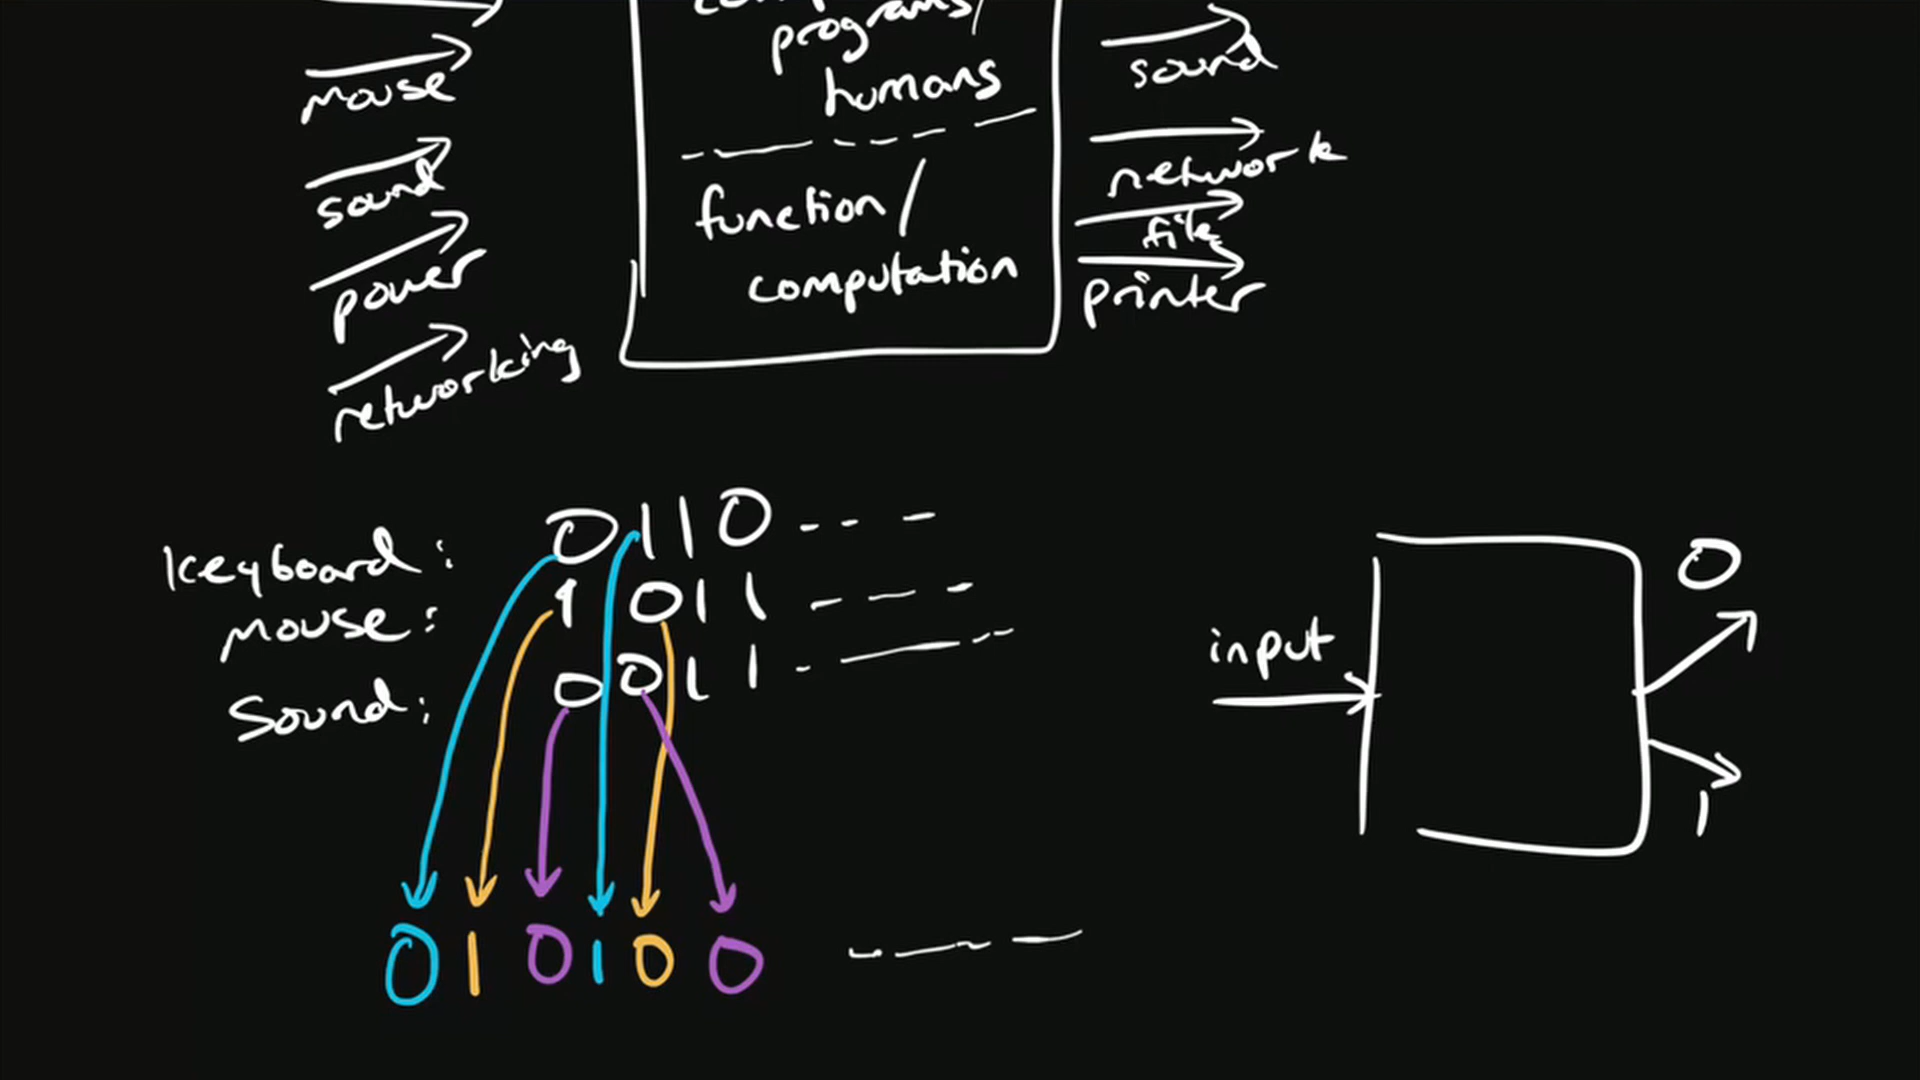 programs/
humans
function/
computation
mouse
sound
power
networking
sound
network
file
printer
keyboard: 0110 - - -
mouse: 1011 - - -
Sound: 0011 - - -
010100 - - - -
input
0
1